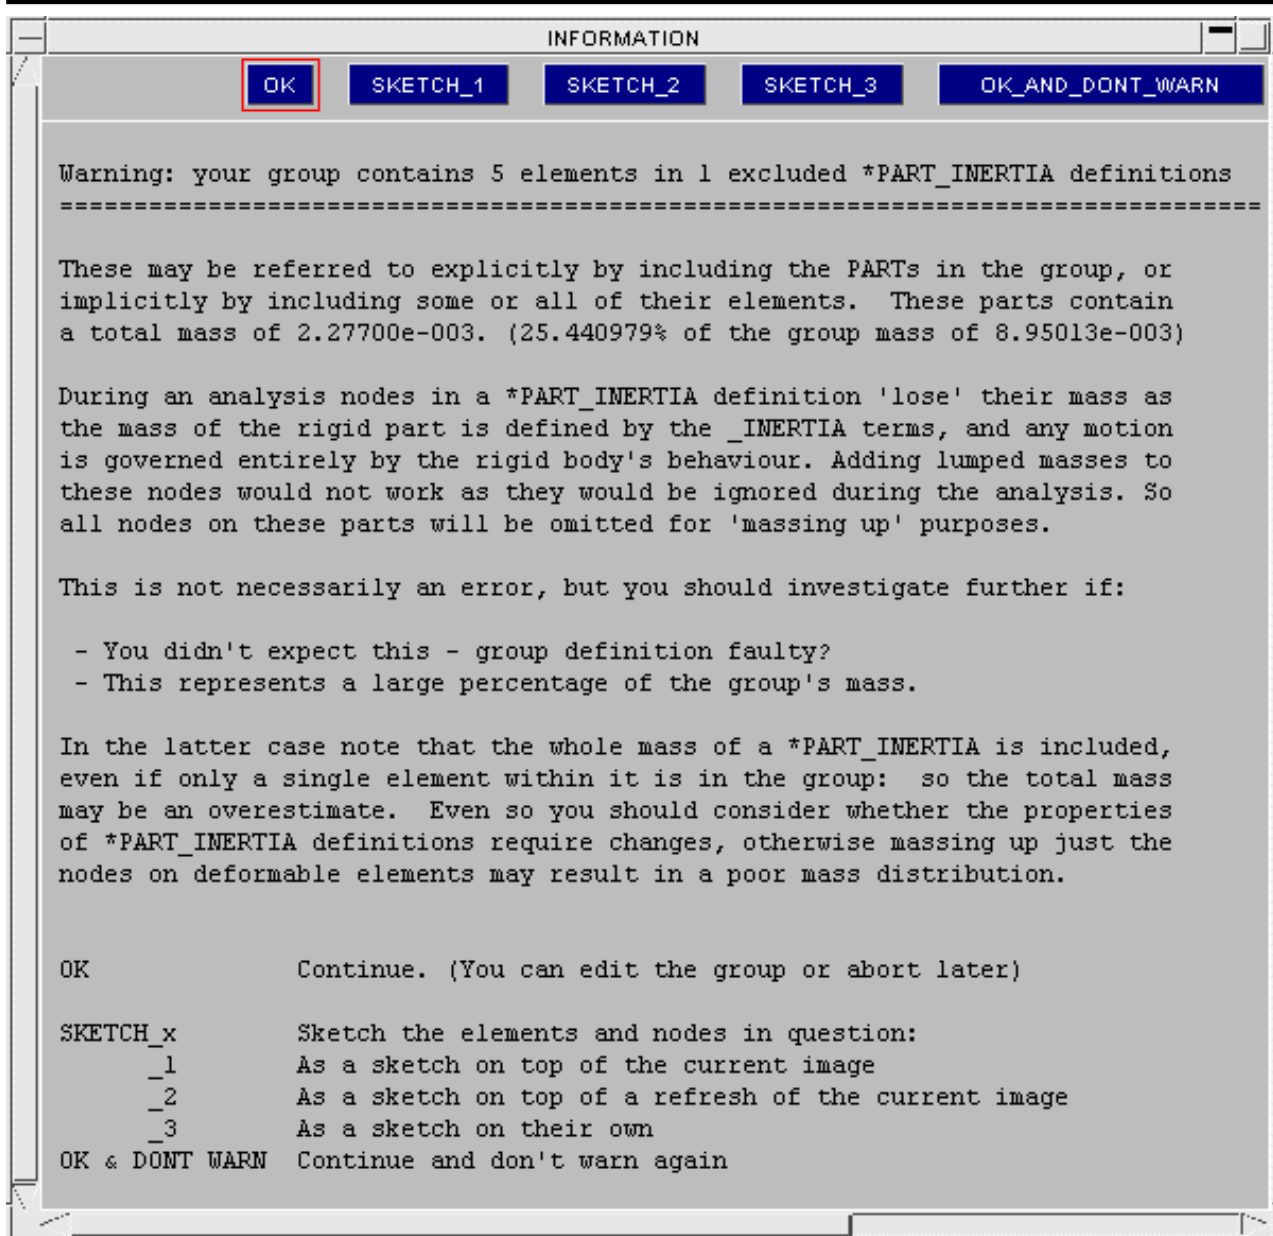 INFORMATION
OK SKETCH_1 SKETCH_2 SKETCH_3 OK_AND_DONT_WARN
Warning: your group contains 5 elements in 1 excluded *PART_INERTIA definitions
=================================================================================
These may be referred to explicitly by including the PARTs in the group, or
implicitly by including some or all of their elements.  These parts contain
a total mass of 2.27700e-003. (25.440979% of the group mass of 8.95013e-003)
During an analysis nodes in a *PART_INERTIA definition 'lose' their mass as
the mass of the rigid part is defined by the _INERTIA terms, and any motion
is governed entirely by the rigid body's behaviour. Adding lumped masses to
these nodes would not work as they would be ignored during the analysis. So
all nodes on these parts will be omitted for 'massing up' purposes.
This is not necessarily an error, but you should investigate further if:
- You didn't expect this - group definition faulty?
- This represents a large percentage of the group's mass.
In the latter case note that the whole mass of a *PART_INERTIA is included,
even if only a single element within it is in the group:  so the total mass
may be an overestimate.  Even so you should consider whether the properties
of *PART_INERTIA definitions require changes, otherwise massing up just the
nodes on deformable elements may result in a poor mass distribution.
OK Continue. (You can edit the group or abort later)
SKETCH_x Sketch the elements and nodes in question:
_1 As a sketch on top of the current image
_2 As a sketch on top of a refresh of the current image
_3 As a sketch on their own
OK & DONT WARN Continue and don't warn again